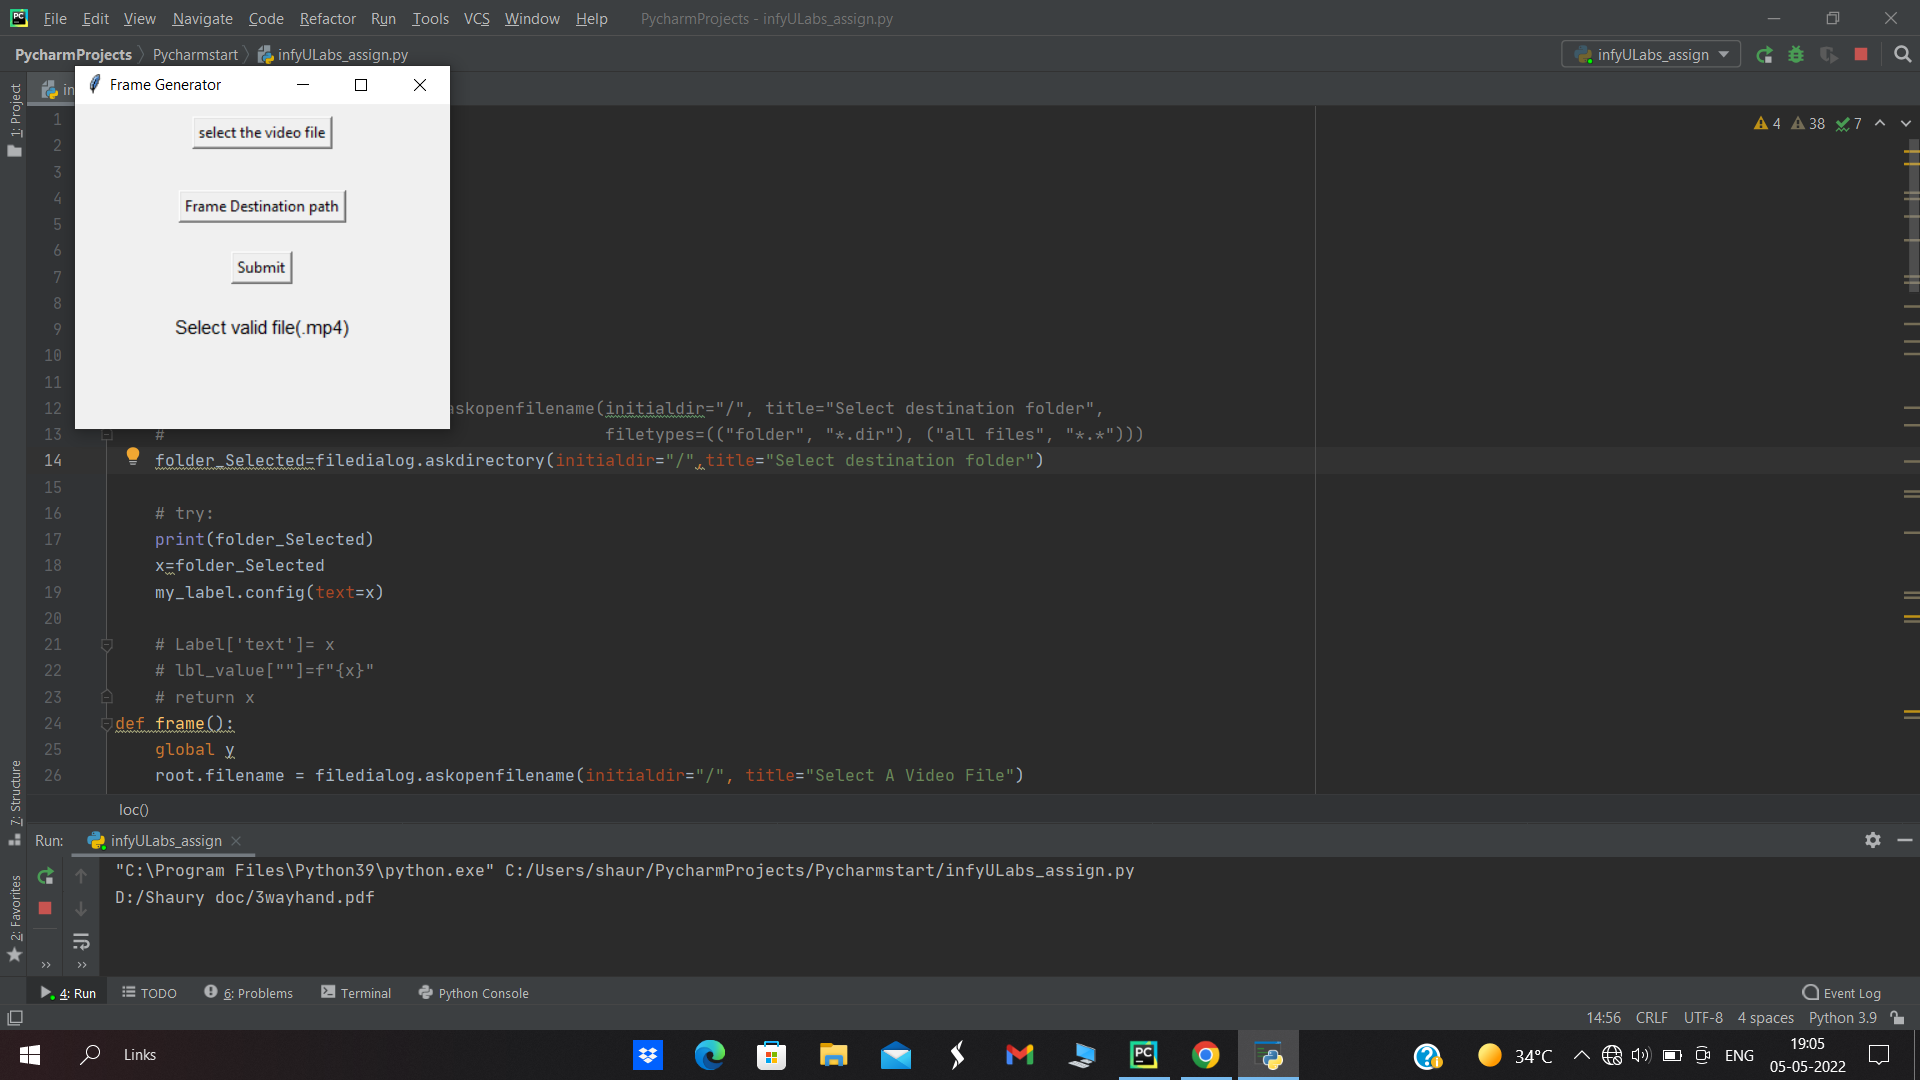 File Edit View Navigate Code Refactor Run Tools VCS Window Help PycharmProjects - infyULabs_assign.py
PycharmProjects Pycharmstart infyULabs_assign.py infyULabs_assign
Frame Generator
select the video file
Frame Destination path
Submit
Select valid file(.mp4)
1: Project
in
4 38 7
1
2
3
4
5
6
7
8
9
10
11
12 askopenfilename(initialdir="/", title="Select destination folder",
13 # filetypes=(("folder", "*.dir"), ("all files", "*.*")))
14 folder_Selected=filedialog.askdirectory(initialdir="/",title="Select destination folder")
15
16 # try:
17 print(folder_Selected)
18 x=folder_Selected
19 my_label.config(text=x)
20
21 # Label['text']= x
22 # lbl_value[""]=f"{x}"
23 # return x
24 def frame():
25 global y
26 root.filename = filedialog.askopenfilename(initialdir="/", title="Select A Video File")
7: Structure
loc()
Run: infyULabs_assign
"C:\Program Files\Python39\python.exe" C:/Users/shaur/PycharmProjects/Pycharmstart/infyULabs_assign.py
D:/Shaury doc/3wayhand.pdf
2: Favorites
4: Run TODO 6: Problems Terminal Python Console Event Log
14:56 CRLF UTF-8 4 spaces Python 3.9
Links PC 34°C ENG 19:05
05-05-2022